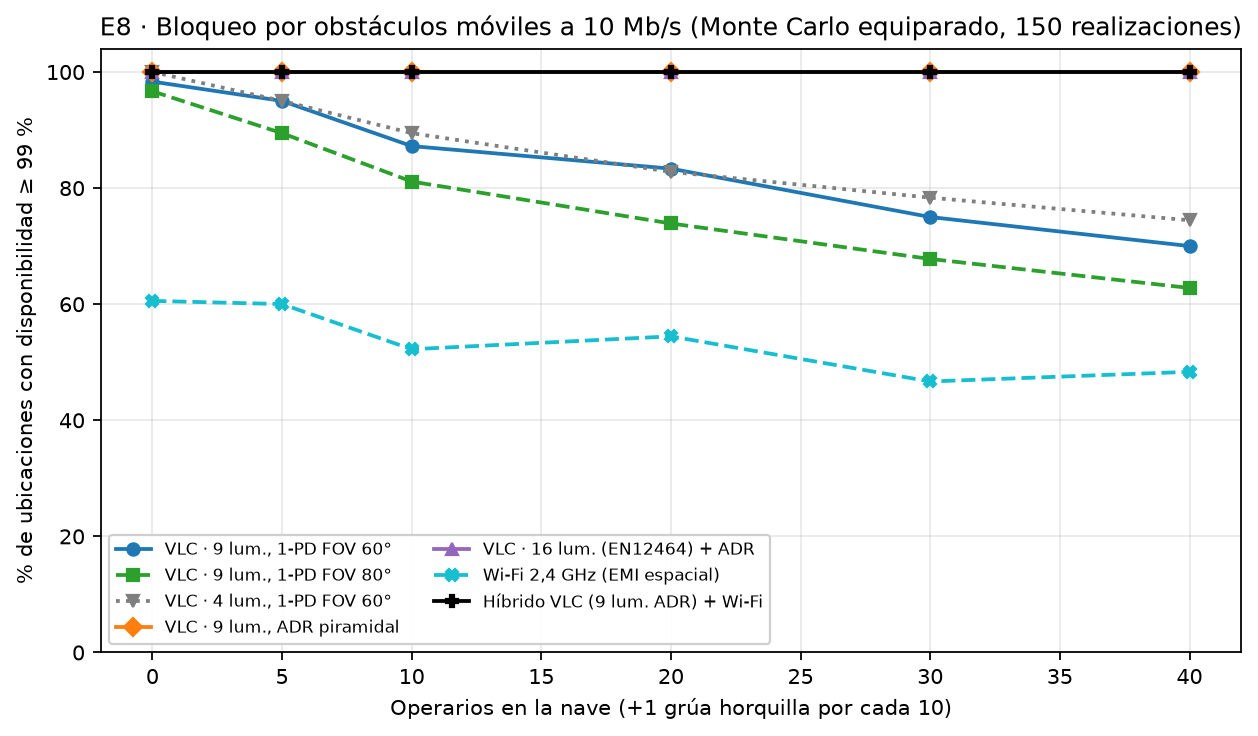 E8 · Bloqueo por obstáculos móviles a 10 Mb/s (Monte Carlo equiparado, 150 realizaciones)
% de ubicaciones con disponibilidad ≥ 99 %
100
80
60
40
20
0
VLC · 9 lum., 1-PD FOV 60°
VLC · 9 lum., 1-PD FOV 80°
VLC · 4 lum., 1-PD FOV 60°
VLC · 9 lum., ADR piramidal
VLC · 16 lum. (EN12464) + ADR
Wi-Fi 2,4 GHz (EMI espacial)
Híbrido VLC (9 lum. ADR) + Wi-Fi
0 5 10 15 20 25 30 35 40
Operarios en la nave (+1 grúa horquilla por cada 10)